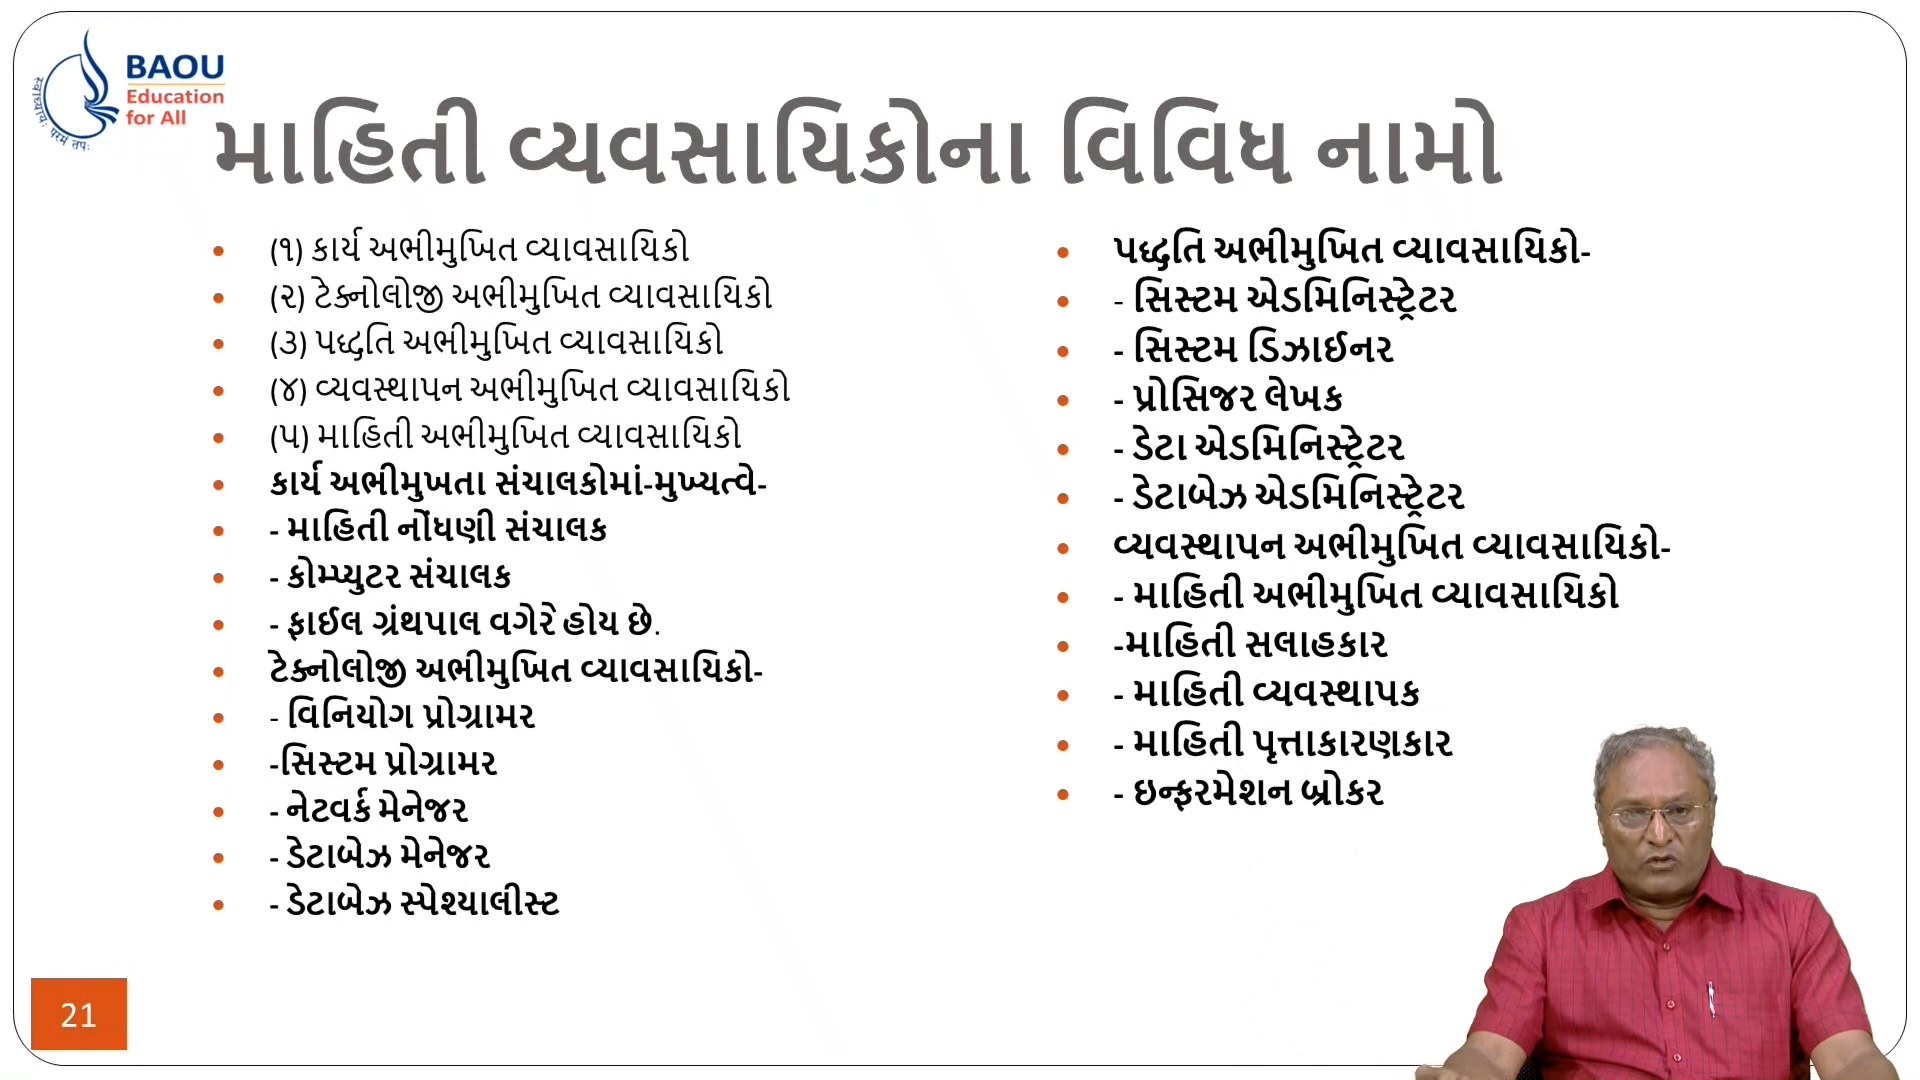 BAOU
Education
for All
સ્વાધ્યાયઃ પરમં તપઃ
માહિતી વ્યવસાયિકોના વિવિધ નામો
• (૧) કાર્ય અભીમુખિત વ્યાવસાયિકો
• (૨) ટેક્નોલોજી અભીમુખિત વ્યાવસાયિકો
• (૩) પદ્ધતિ અભીમુખિત વ્યાવસાયિકો
• (૪) વ્યવસ્થાપન અભીમુખિત વ્યાવસાયિકો
• (૫) માહિતી અભીમુખિત વ્યાવસાયિકો
• કાર્ય અભીમુખતા સંચાલકોમાં-મુખ્યત્વે-
• - માહિતી નોંધણી સંચાલક
• - કોમ્પ્યુટર સંચાલક
• - ફાઈલ ગ્રંથપાલ વગેરે હોય છે.
• ટેક્નોલોજી અભીમુખિત વ્યાવસાયિકો-
• - વિનિયોગ પ્રોગ્રામર
• -સિસ્ટમ પ્રોગ્રામર
• - નેટવર્ક મેનેજર
• - ડેટાબેઝ મેનેજર
• - ડેટાબેઝ સ્પેશ્યાલીસ્ટ
• પદ્ધતિ અભીમુખિત વ્યાવસાયિકો-
• - સિસ્ટમ એડમિનિસ્ટ્રેટર
• - સિસ્ટમ ડિઝાઈનર
• - પ્રોસિજર લેખક
• - ડેટા એડમિનિસ્ટ્રેટર
• - ડેટાબેઝ એડમિનિસ્ટ્રેટર
• વ્યવસ્થાપન અભીમુખિત વ્યાવસાયિકો-
• - માહિતી અભીમુખિત વ્યાવસાયિકો
• -માહિતી સલાહકાર
• - માહિતી વ્યવસ્થાપક
• - માહિતી પૃત્તાકારણકાર
• - ઇન્ફરમેશન બ્રોકર
21